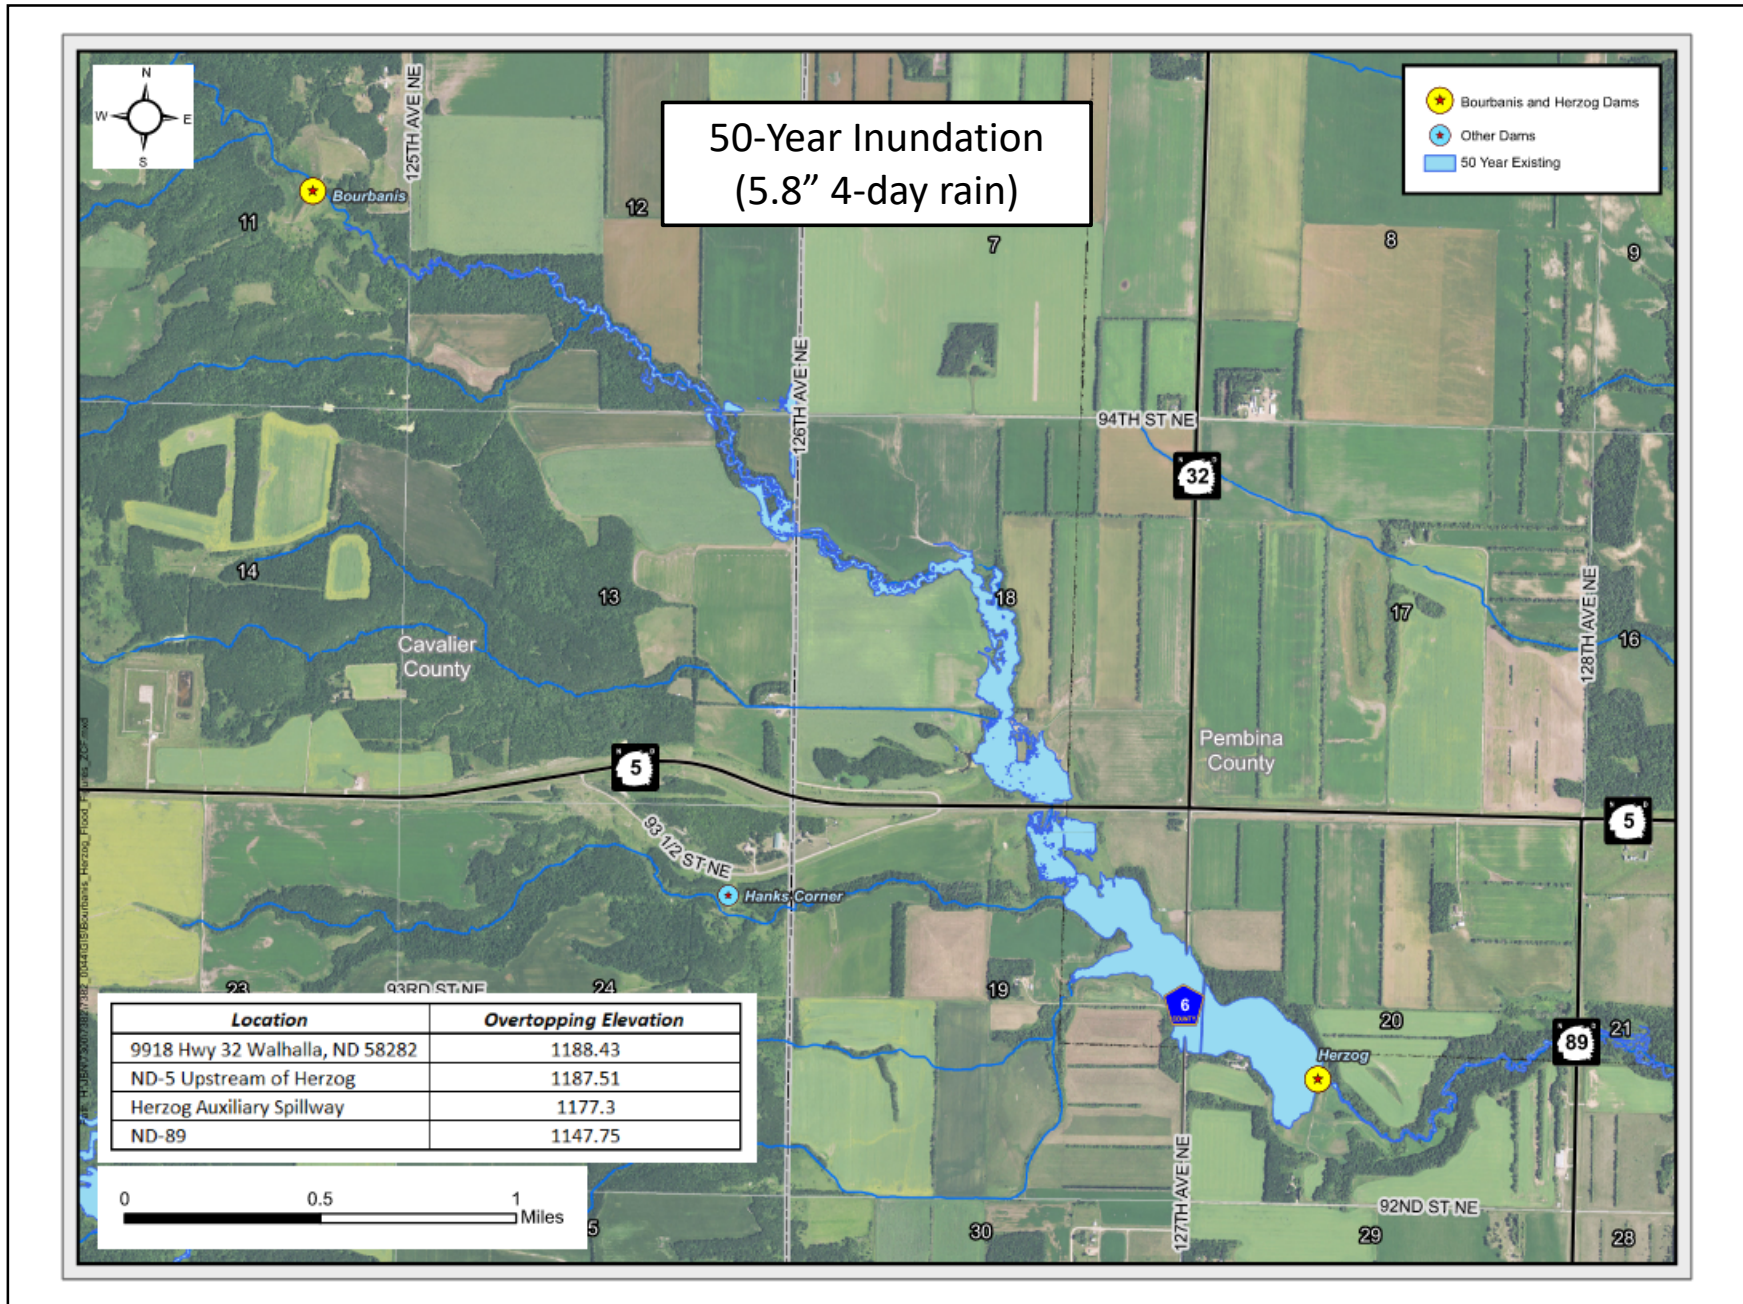 50-Year Inundation
(5.8” 4-day rain)
N
W E
S
Bourbanis and Herzog Dams
Other Dams
50 Year Existing
125TH AVE NE
Bourbanis
11
12
7
8
9
126TH AVE NE
94TH ST NE
N D
32
14
13
18
17
16
128TH AVE NE
Cavalier
County
Pembina
County
N D
5
N D
5
93 1/2 ST NE
Hanks Corner
23
93RD ST NE
24
19
6
COUNTY
20
21
N D
89
Herzog
127TH AVE NE
92ND ST NE
30
29
28
5
Location Overtopping Elevation
9918 Hwy 32 Walhalla, ND 58282 1188.43
ND-5 Upstream of Herzog 1187.51
Herzog Auxiliary Spillway 1177.3
ND-89 1147.75
0 0.5 1
Miles